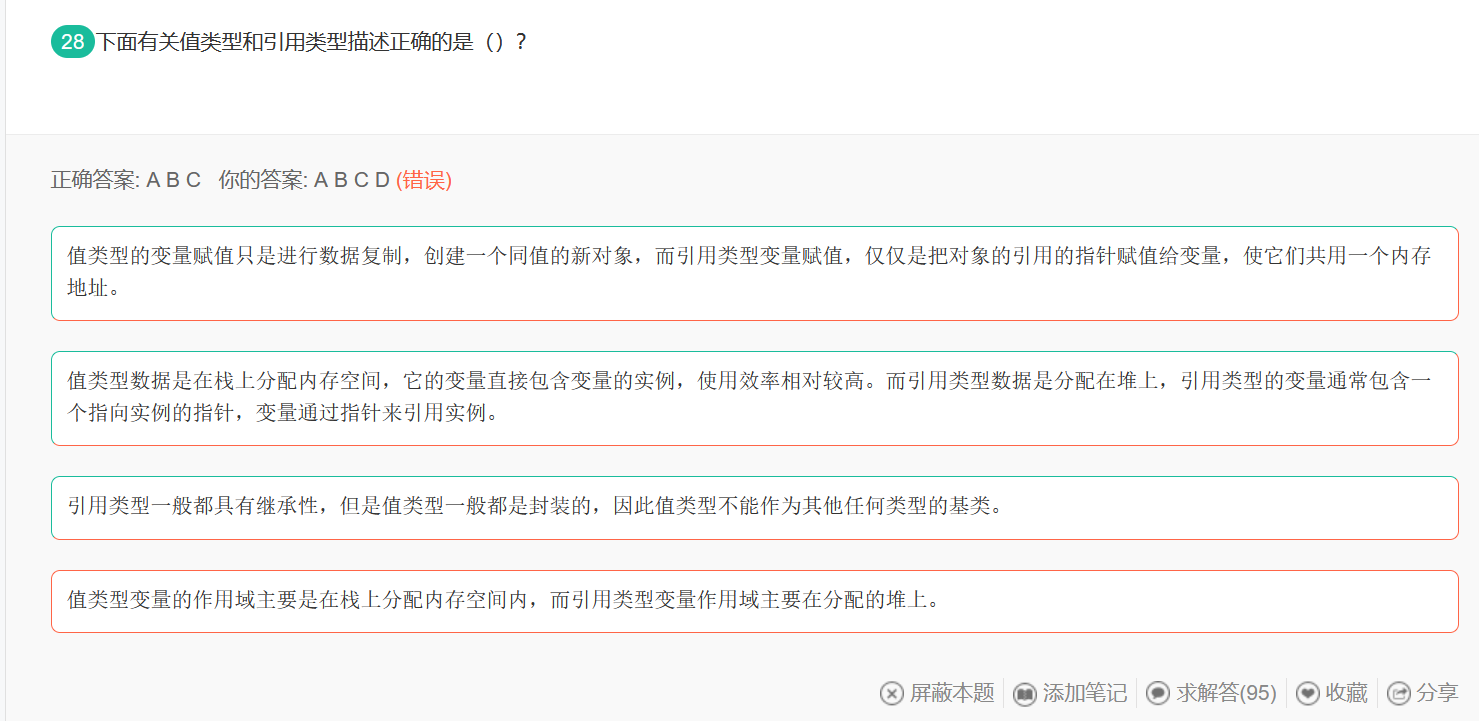 28 下面有关值类型和引用类型描述正确的是（）？
正确答案: A B C 你的答案: A B C D (错误)
值类型的变量赋值只是进行数据复制，创建一个同值的新对象，而引用类型变量赋值，仅仅是把对象的引用的指针赋值给变量，使它们共用一个内存
地址。
值类型数据是在栈上分配内存空间，它的变量直接包含变量的实例，使用效率相对较高。而引用类型数据是分配在堆上，引用类型的变量通常包含一
个指向实例的指针，变量通过指针来引用实例。
引用类型一般都具有继承性，但是值类型一般都是封装的，因此值类型不能作为其他任何类型的基类。
值类型变量的作用域主要是在栈上分配内存空间内，而引用类型变量作用域主要在分配的堆上。
屏蔽本题 添加笔记 求解答(95) 收藏 分享